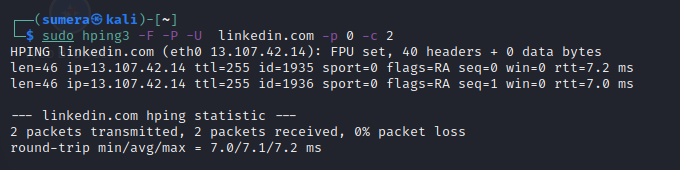 ┌──(sumera㉿kali)-[~]
└─$ sudo hping3 -F -P -U  linkedin.com -p 0 -c 2
HPING linkedin.com (eth0 13.107.42.14): FPU set, 40 headers + 0 data bytes
len=46 ip=13.107.42.14 ttl=255 id=1935 sport=0 flags=RA seq=0 win=0 rtt=7.2 ms
len=46 ip=13.107.42.14 ttl=255 id=1936 sport=0 flags=RA seq=1 win=0 rtt=7.0 ms
--- linkedin.com hping statistic ---
2 packets transmitted, 2 packets received, 0% packet loss
round-trip min/avg/max = 7.0/7.1/7.2 ms